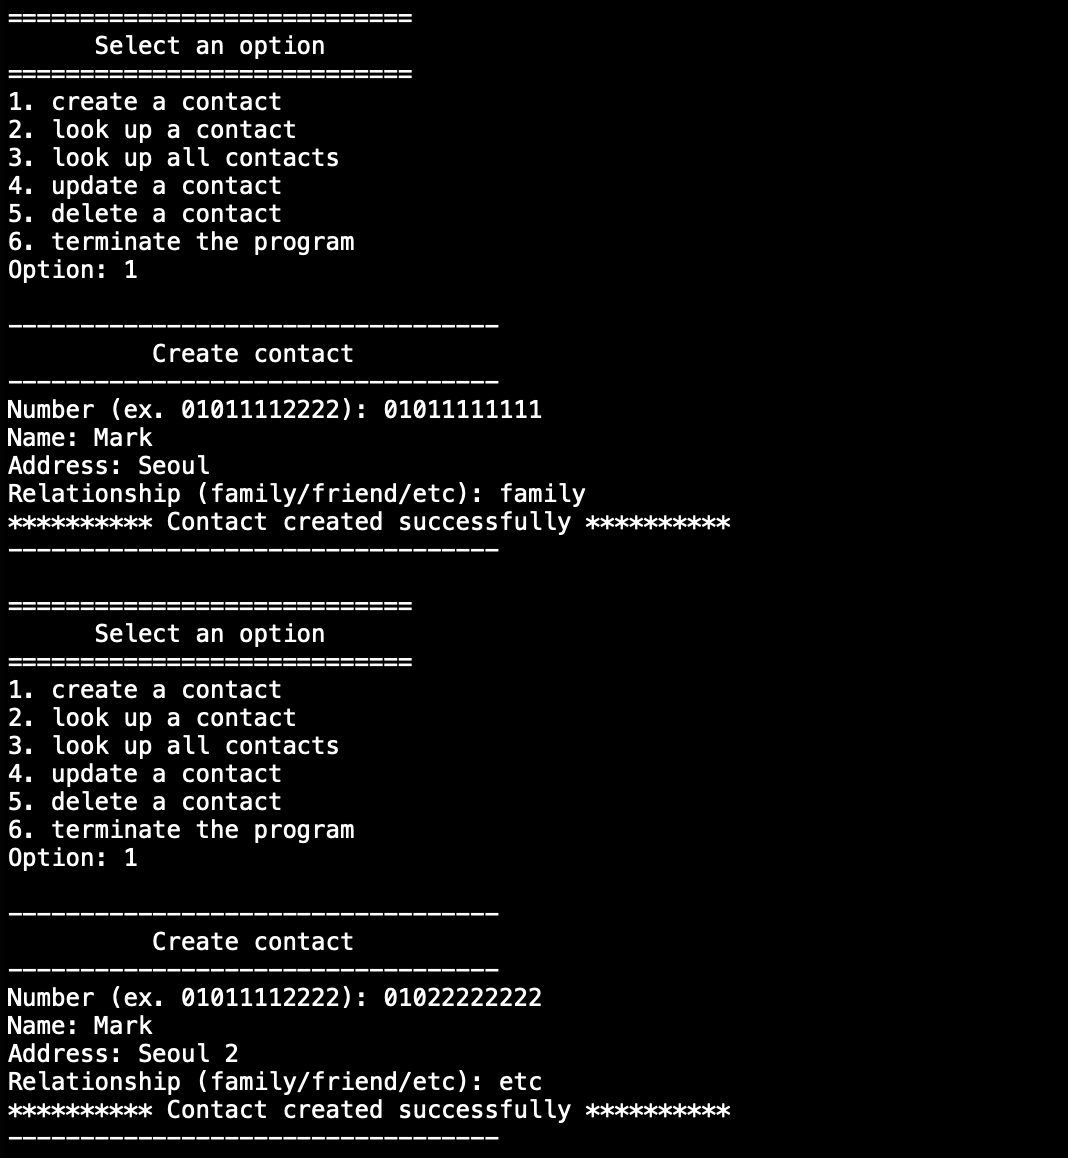 ============================
      Select an option
============================
1. create a contact
2. look up a contact
3. look up all contacts
4. update a contact
5. delete a contact
6. terminate the program
Option: 1

----------------------------------
          Create contact
----------------------------------
Number (ex. 01011112222): 01011111111
Name: Mark
Address: Seoul
Relationship (family/friend/etc): family
********** Contact created successfully **********
----------------------------------

============================
      Select an option
============================
1. create a contact
2. look up a contact
3. look up all contacts
4. update a contact
5. delete a contact
6. terminate the program
Option: 1

----------------------------------
          Create contact
----------------------------------
Number (ex. 01011112222): 01022222222
Name: Mark
Address: Seoul 2
Relationship (family/friend/etc): etc
********** Contact created successfully **********
----------------------------------